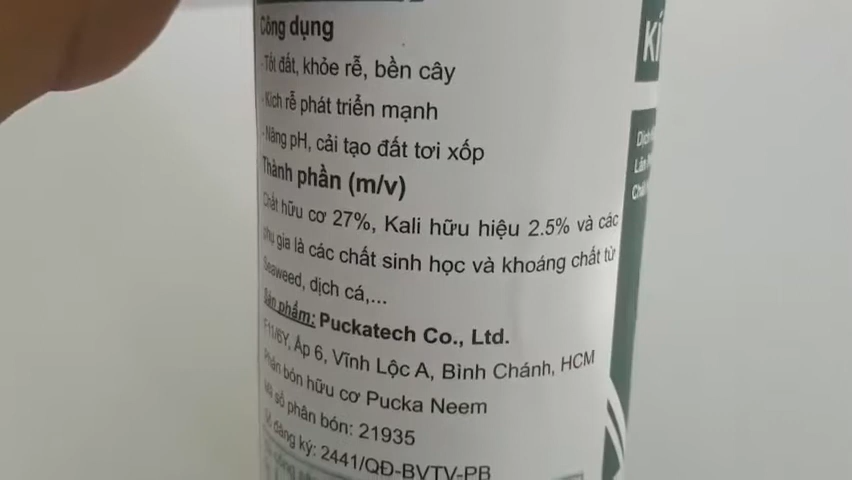 Công dụng
-Tốt đất, khỏe rễ, bền cây
-Kích rễ phát triển mạnh
-Nâng pH, cải tạo đất tơi xốp
Thành phần (m/v)
Chất hữu cơ 27%, Kali hữu hiệu 2.5% và các
phụ gia là các chất sinh học và khoáng chất từ
Seaweed, dịch cá,...
Sản phẩm: Puckatech Co., Ltd.
F11/6Y, Ấp 6, Vĩnh Lộc A, Bình Chánh, HCM
Phân bón hữu cơ Pucka Neem
Mã số phân bón: 21935
Số đăng ký: 2441/QĐ-BVTV-PB